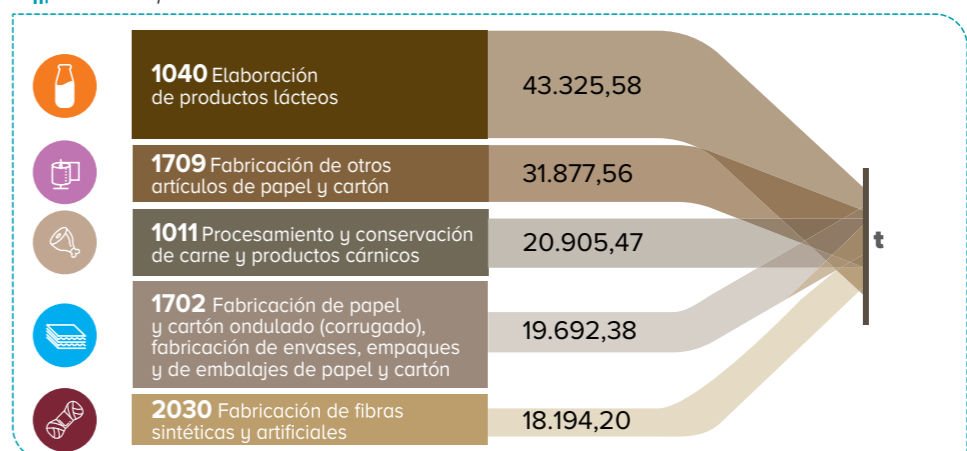 1040 Elaboración
de productos lácteos
43.325,58
1709 Fabricación de otros
artículos de papel y cartón
31.877,56
1011 Procesamiento y conservación
de carne y productos cárnicos
20.905,47
t
1702 Fabricación de papel
y cartón ondulado (corrugado),
fabricación de envases, empaques
y de embalajes de papel y cartón
19.692,38
2030 Fabricación de fibras
sintéticas y artificiales
18.194,20